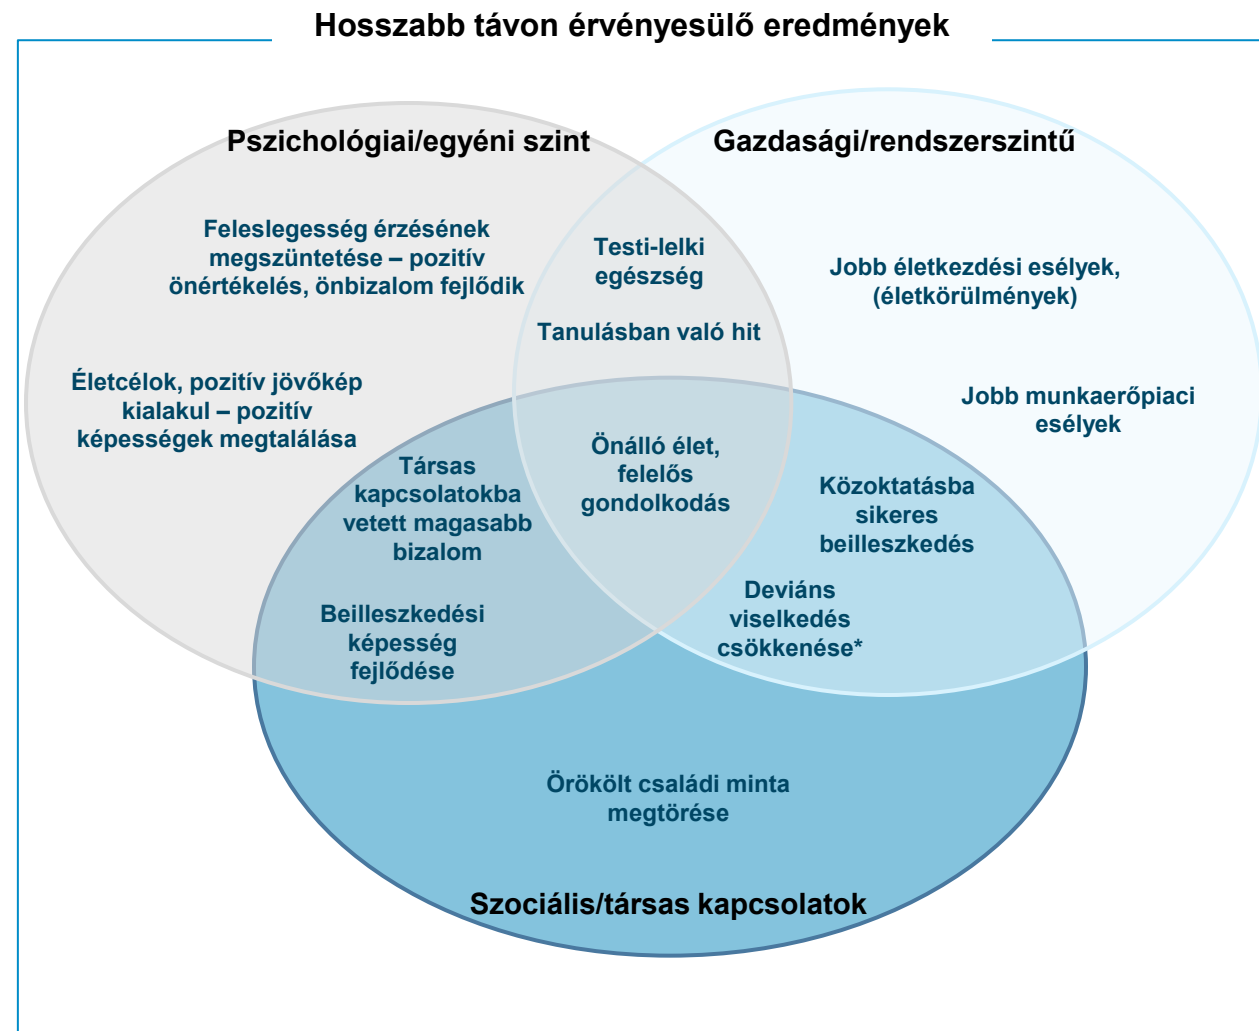 Hosszabb távon érvényesülő eredmények
Pszichológiai/egyéni szint
Gazdasági/rendszerszintű
Feleslegesség érzésének
megszüntetése – pozitív
önértékelés, önbizalom fejlődik
Testi-lelki
egészség
Tanulásban való hit
Jobb életkezdési esélyek,
(életkörülmények)
Életcélok, pozitív jövőkép
kialakul – pozitív
képességek megtalálása
Jobb munkaerőpiaci
esélyek
Társas
kapcsolatokba
vetett magasabb
bizalom
Önálló élet,
felelős
gondolkodás
Közoktatásba
sikeres
beilleszkedés
Beilleszkedési
képesség
fejlődése
Deviáns
viselkedés
csökkenése*
Örökölt családi minta
megtörése
Szociális/társas kapcsolatok